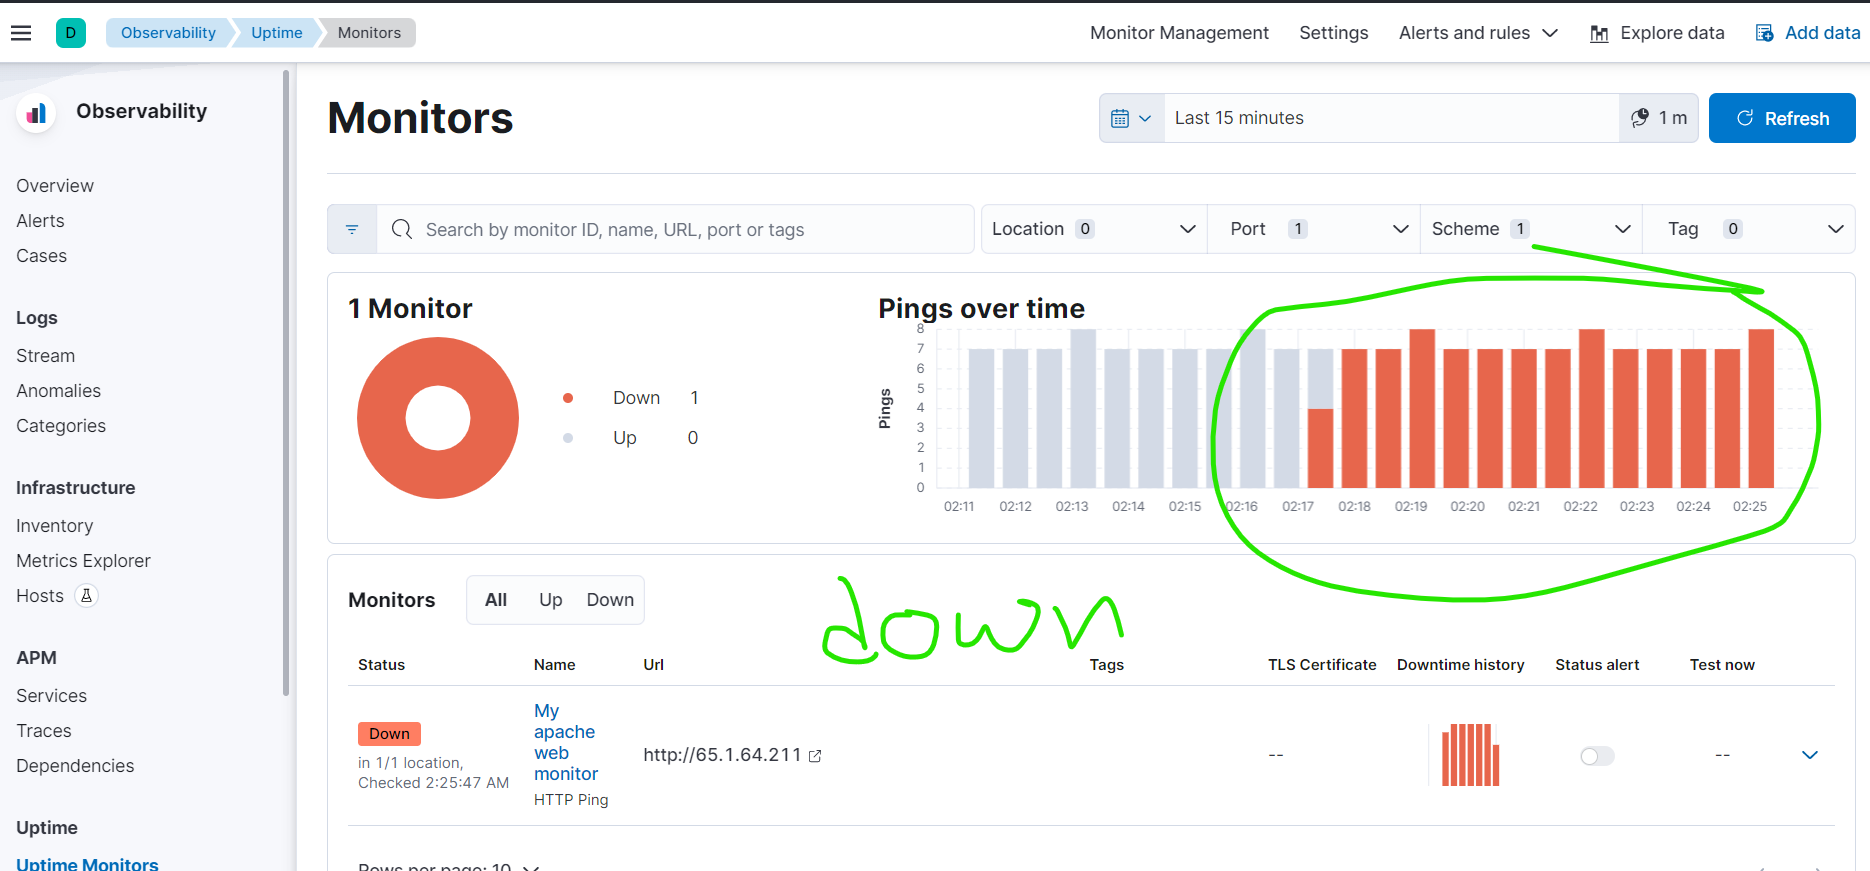 D Observability Uptime Monitors Monitor Management Settings Alerts and rules Explore data Add data
Observability
Overview
Alerts
Cases
Logs
Stream
Anomalies
Categories
Infrastructure
Inventory
Metrics Explorer
Hosts
APM
Services
Traces
Dependencies
Uptime
Uptime Monitors
Monitors
Last 15 minutes 1 m Refresh
Search by monitor ID, name, URL, port or tags Location 0 Port 1 Scheme 1 Tag 0
1 Monitor
Down 1
Up 0
Pings over time
Pings
8
7
6
5
4
3
2
1
0
02:11 02:12 02:13 02:14 02:15 02:16 02:17 02:18 02:19 02:20 02:21 02:22 02:23 02:24 02:25
Monitors All Up Down
down
Status Name Url Tags TLS Certificate Downtime history Status alert Test now
Down
in 1/1 location,
Checked 2:25:47 AM
My
apache
web
monitor
HTTP Ping
http://65.1.64.211
-- --
Rows per page: 10